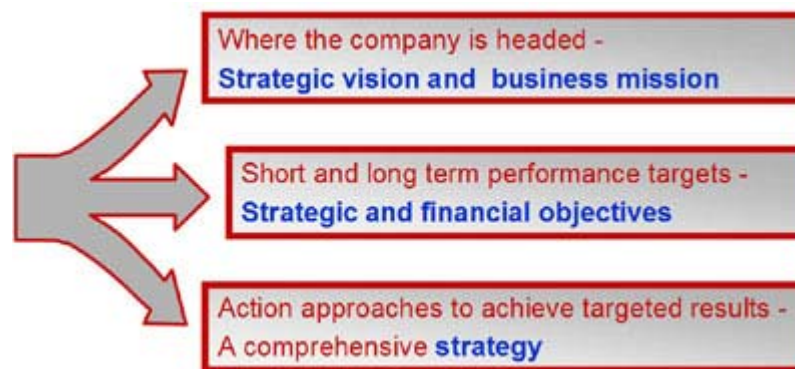 Where the company is headed -
Strategic vision and business mission
Short and long term performance targets -
Strategic and financial objectives
Action approaches to achieve targeted results -
A comprehensive strategy